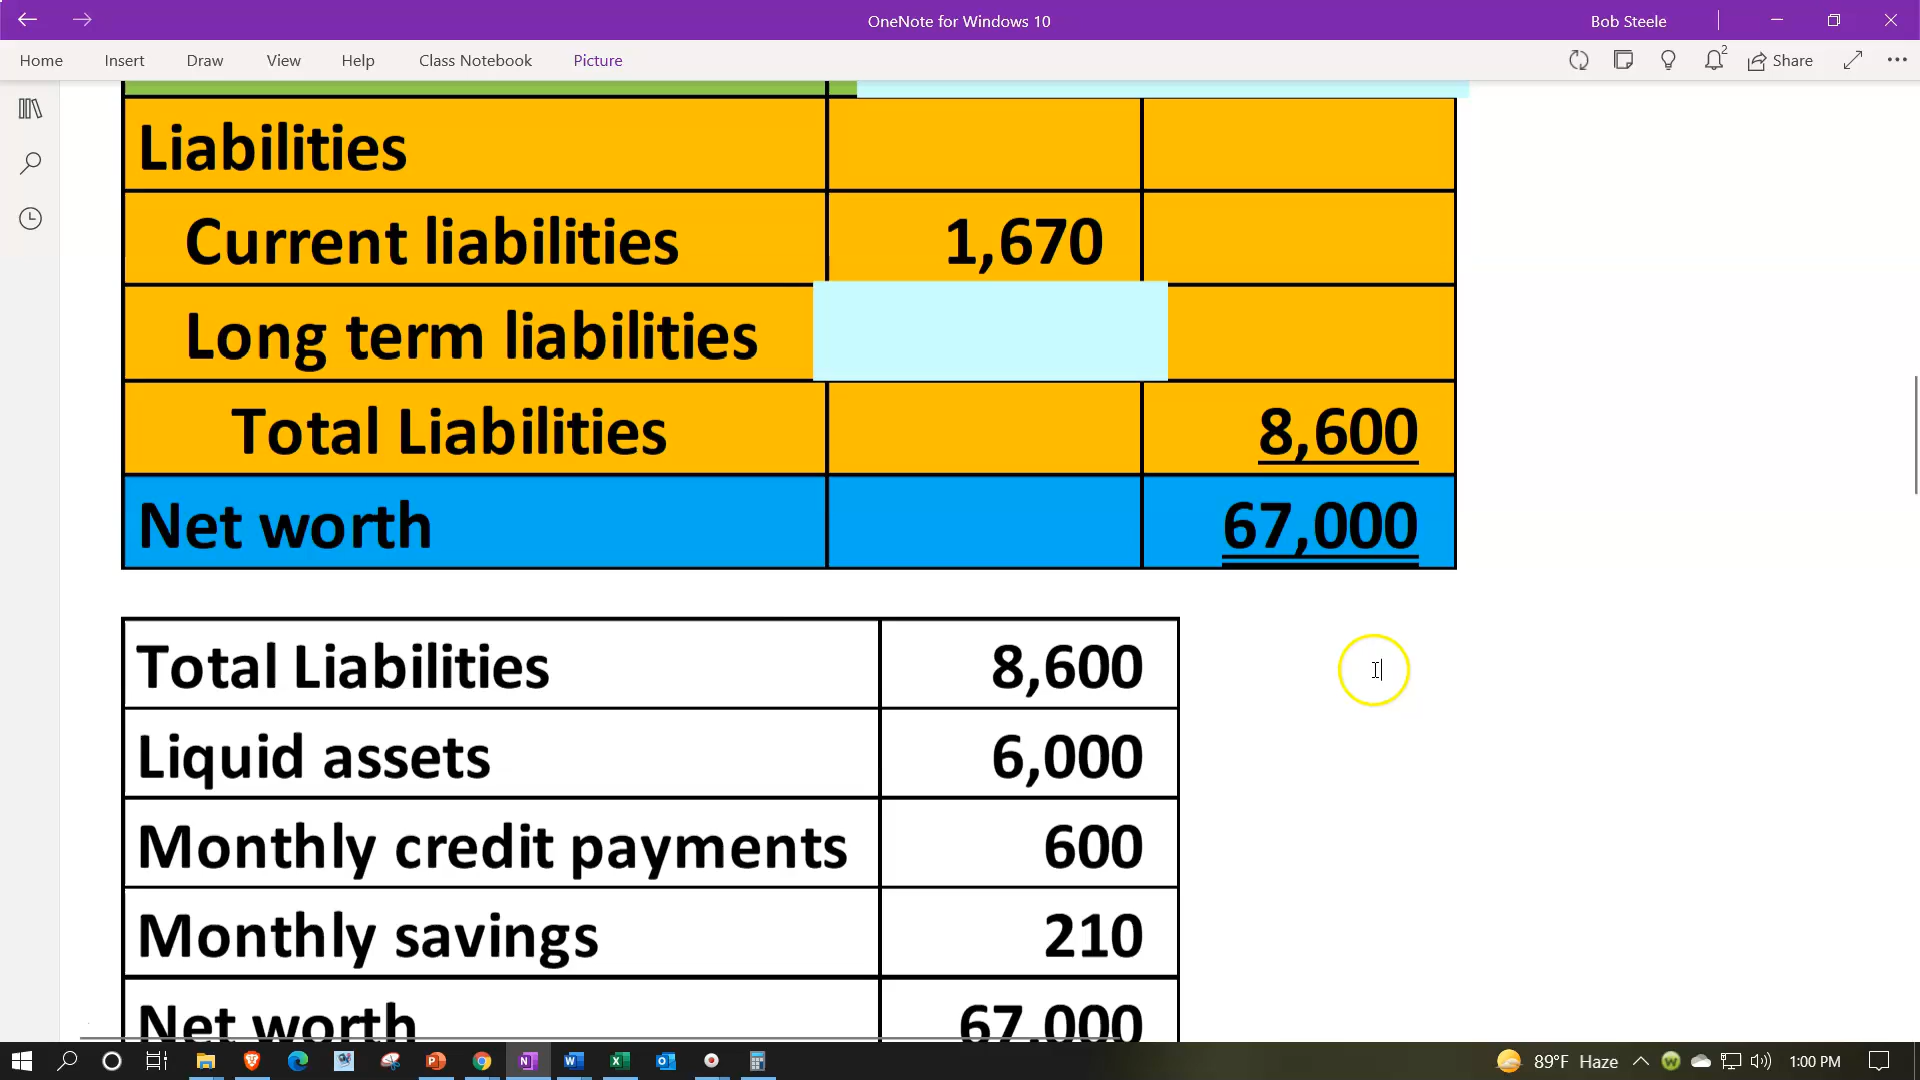 OneNote for Windows 10
Bob Steele
Home Insert Draw View Help Class Notebook Picture
2 Share
Liabilities
Current liabilities 1,670
Long term liabilities
Total Liabilities 8,600
Net worth 67,000
Total Liabilities 8,600
Liquid assets 6,000
Monthly credit payments 600
Monthly savings 210
Net worth 67,000
89°F Haze 1:00 PM